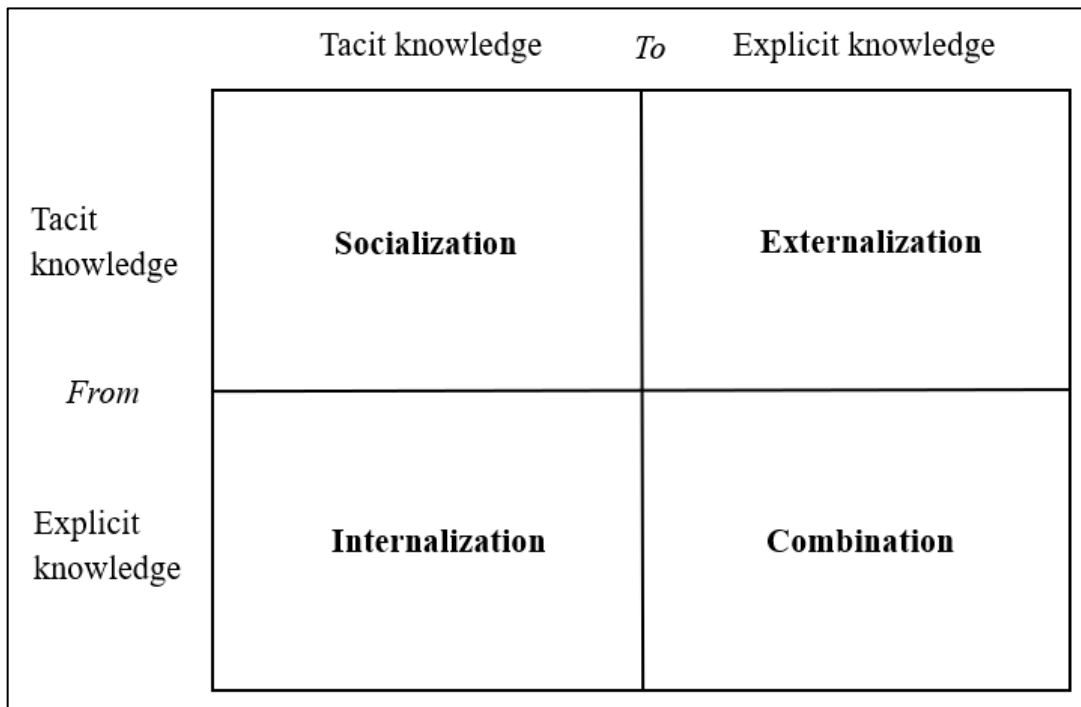 Tacit knowledge To Explicit knowledge
Tacit
knowledge
Socialization
Externalization
From
Explicit
knowledge
Internalization
Combination